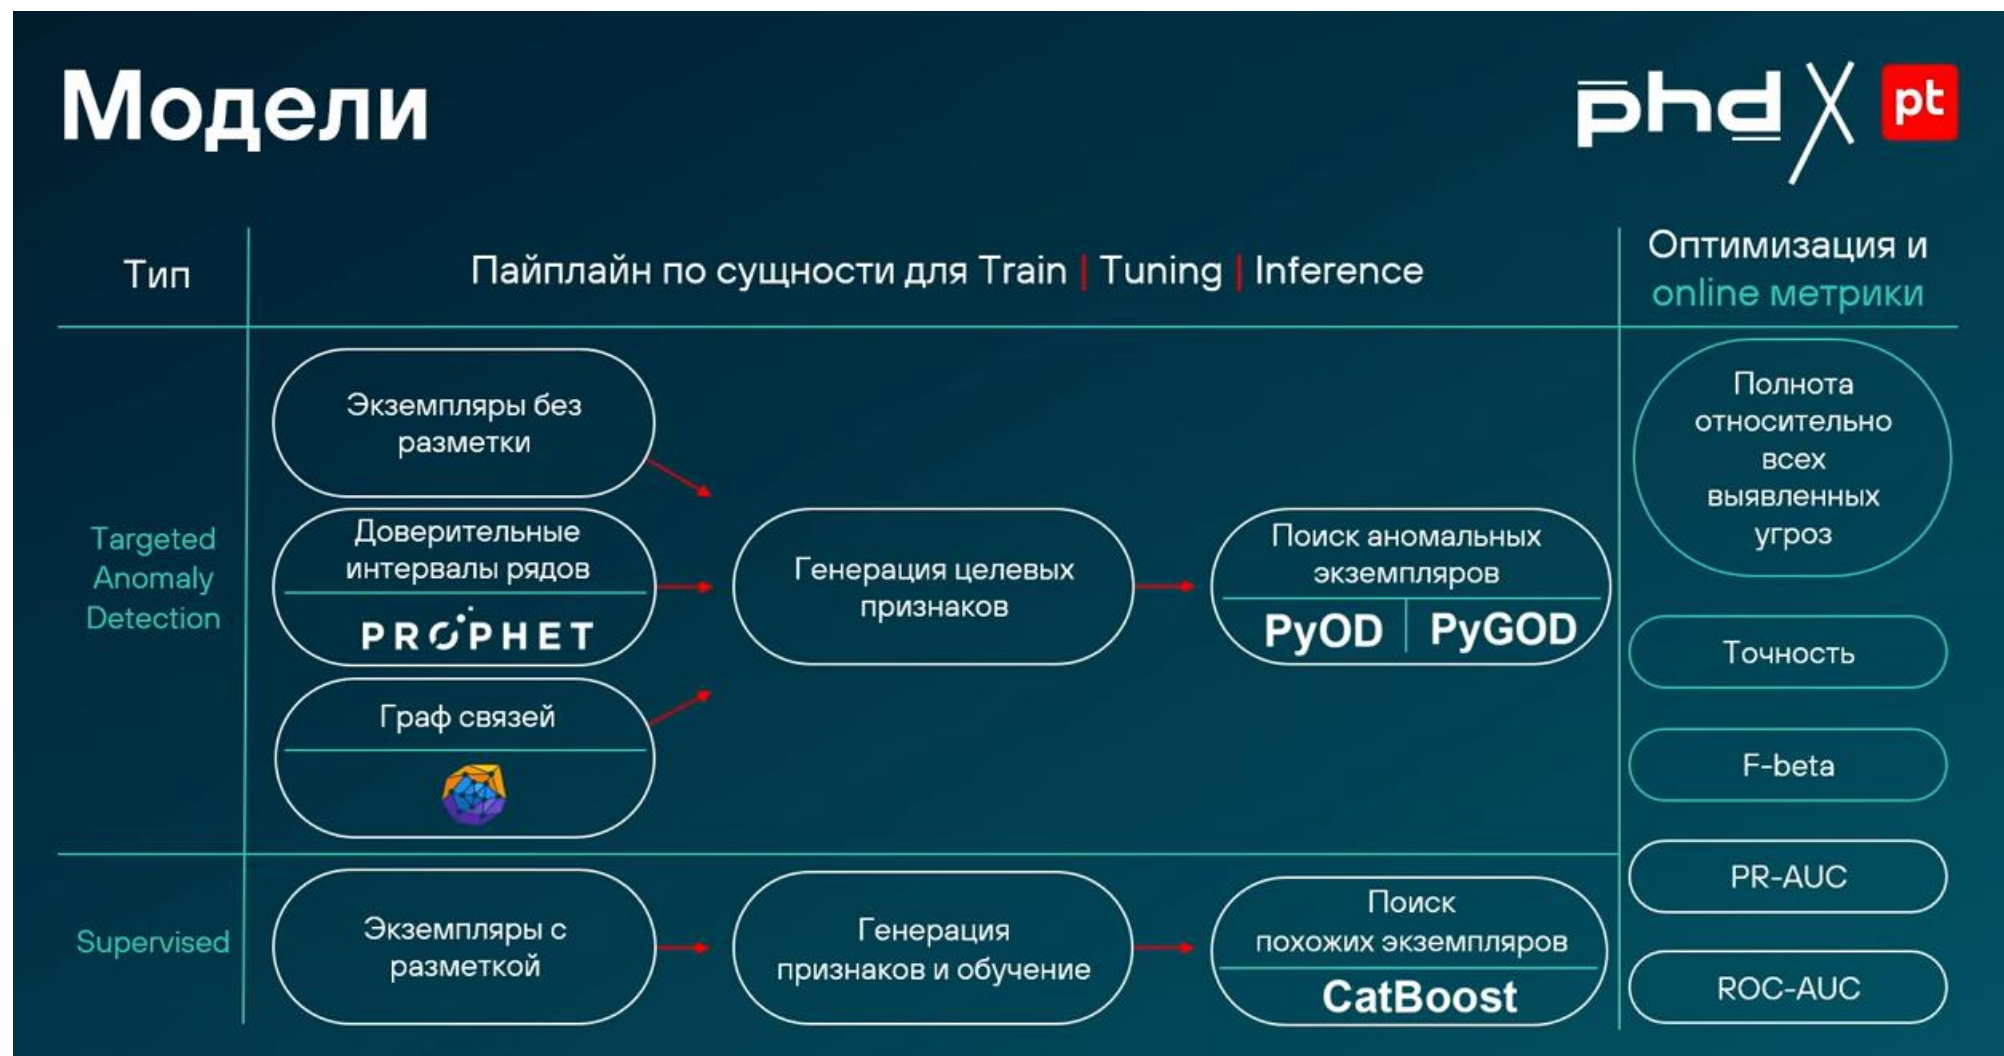 Модели
phd
pt
Тип
Пайплайн по сущности для Train | Tuning | Inference
Оптимизация и
online метрики
Targeted
Anomaly
Detection
Экземпляры без
разметки
Доверительные
интервалы рядов
PROPHET
Граф связей
Генерация целевых
признаков
Поиск аномальных
экземпляров
PyOD | PyGOD
Supervised
Экземпляры с
разметкой
Генерация
признаков и обучение
Поиск
похожих экземпляров
CatBoost
Полнота
относительно
всех
выявленных
угроз
Точность
F-beta
PR-AUC
ROC-AUC